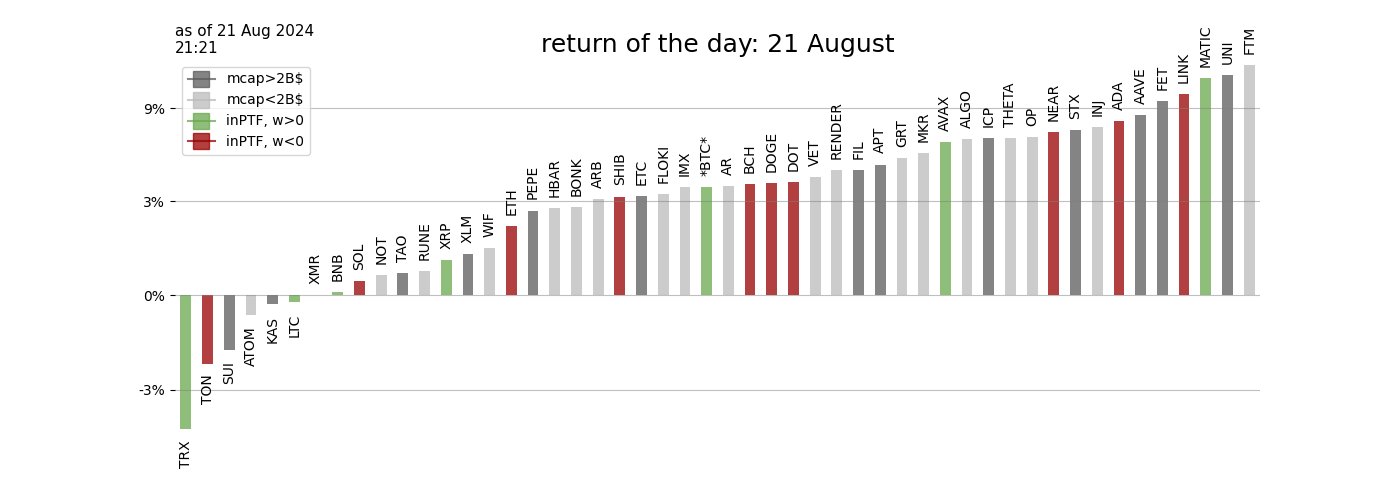 as of 21 Aug 2024
21:21
return of the day: 21 August
mcap>2B$
mcap<2B$
inPTF, w>0
inPTF, w<0
9%
3%
0%
-3%
TRX
TON
SUI
ATOM
KAS
LTC
XMR
BNB
SOL
NOT
TAO
RUNE
XRP
XLM
WIF
ETH
PEPE
HBAR
BONK
ARB
SHIB
ETC
FLOKI
IMX
*BTC*
AR
BCH
DOGE
DOT
VET
RENDER
FIL
APT
GRT
MKR
AVAX
ALGO
ICP
THETA
OP
NEAR
STX
INJ
ADA
AAVE
FET
LINK
MATIC
UNI
FTM